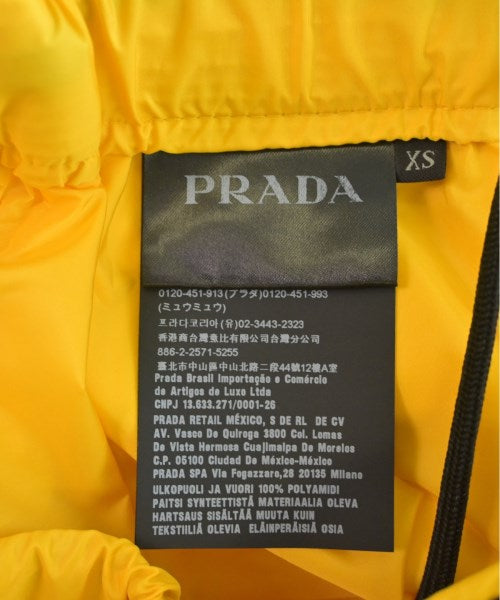 PRADA
XS
0120-451-913(プラダ)0120-451-993
(ミュウミュウ)
프라다코리아(유)02-3443-2323
香港商台灣魚比有限公司台灣分公司
886-2-2571-5255
臺北市中山區中山北路二段44號12樓A室
Prada Brasil Importação e Comércio
de Artigos de Luxo Ltda
CNPJ 13.633.271/0001-26
PRADA RETAIL MÉXICO, S DE RL DE CV
AV. Vasco De Quiroga 3800 Col. Lomas
De Vista Hermosa Cuajimalpa De Morelos
C.P. 05100 Ciudad De México-México
PRADA SPA Via Fogazzaro,28 20135 Milano
ULKOPUOLI JA VUORI 100% POLYAMIDI
PAITSI SYNTEETTISTÄ MATERIAALIA OLEVA
HARTSAUS SISÄLTÄÄ MUUTA KUIN
TEKSTIILIÄ OLEVIA ELÄINPERÄISIÄ OSIA